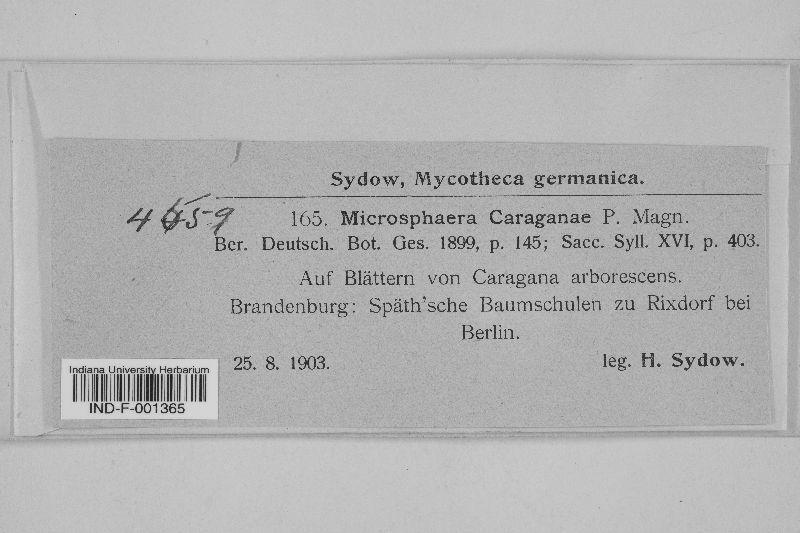 Sydow, Mycotheca germanica.
165. Microsphaera Caraganae P. Magn.
Ber. Deutsch. Bot. Ges. 1899, p. 145; Sacc. Syll. XVI, p. 403.
Auf Blättern von Caragana arborescens.
Brandenburg: Späth'sche Baumschulen zu Rixdorf bei
Berlin.
25. 8. 1903. leg. H. Sydow.
Indiana University Herbarium
IND-F-001365